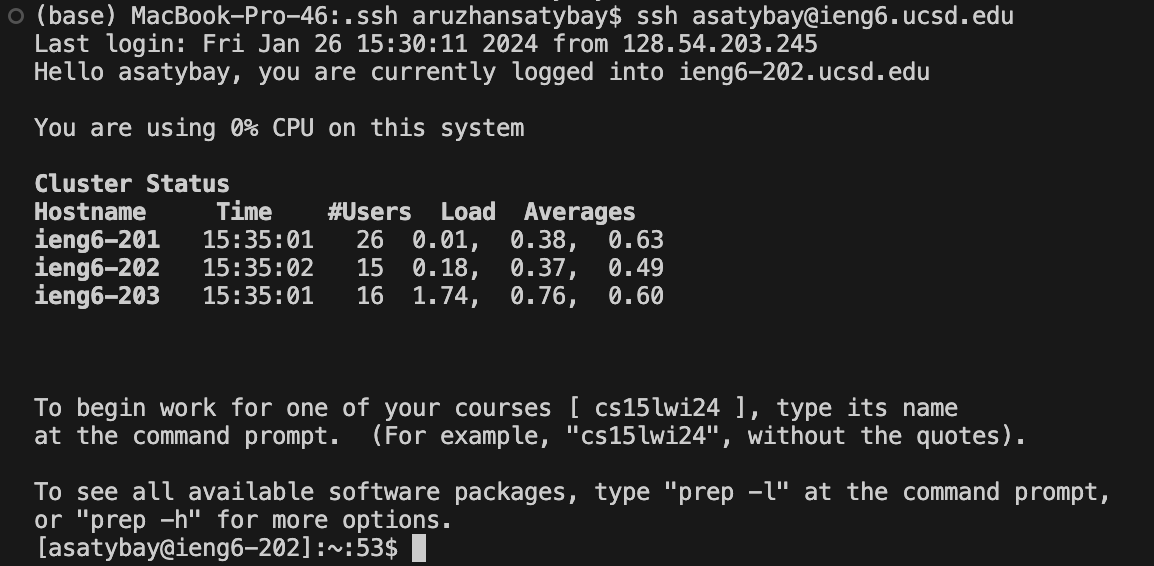 (base) MacBook-Pro-46:.ssh aruzhansatybay$ ssh asatybay@ieng6.ucsd.edu
Last login: Fri Jan 26 15:30:11 2024 from 128.54.203.245
Hello asatybay, you are currently logged into ieng6-202.ucsd.edu
You are using 0% CPU on this system
Cluster Status
Hostname     Time    #Users  Load  Averages
ieng6-201   15:35:01   26  0.01,  0.38,  0.63
ieng6-202   15:35:02   15  0.18,  0.37,  0.49
ieng6-203   15:35:01   16  1.74,  0.76,  0.60
To begin work for one of your courses [ cs15lwi24 ], type its name
at the command prompt.  (For example, "cs15lwi24", without the quotes).
To see all available software packages, type "prep -l" at the command prompt,
or "prep -h" for more options.
[asatybay@ieng6-202]:~:53$